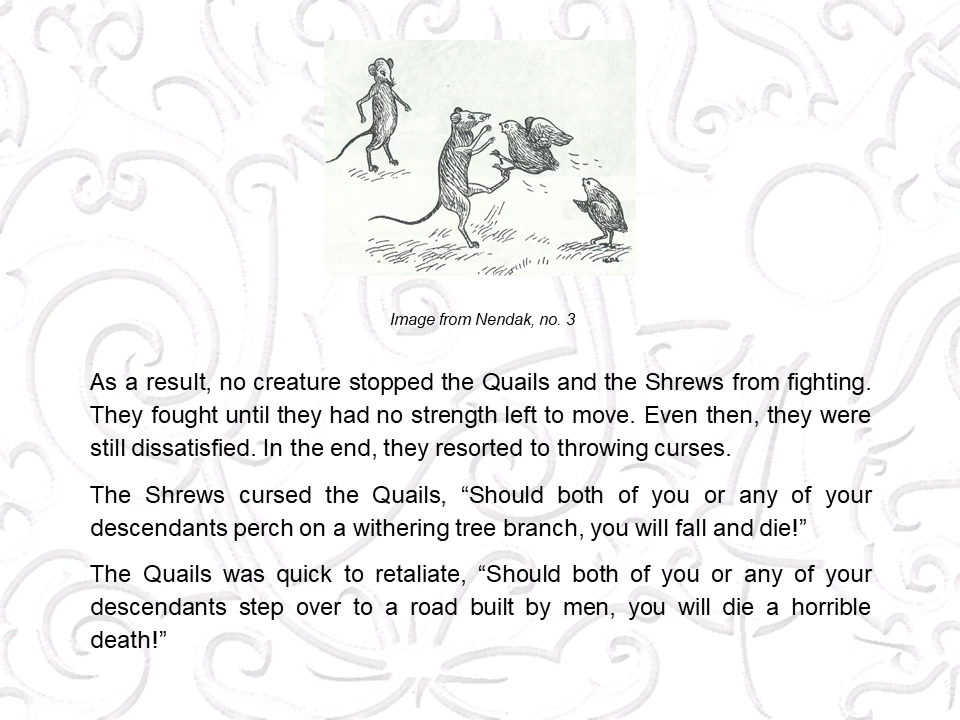 Image from Nendak, no. 3
As a result, no creature stopped the Quails and the Shrews from fighting.
They fought until they had no strength left to move. Even then, they were
still dissatisfied. In the end, they resorted to throwing curses.
The Shrews cursed the Quails, “Should both of you or any of your
descendants perch on a withering tree branch, you will fall and die!”
The Quails was quick to retaliate, “Should both of you or any of your
descendants step over to a road built by men, you will die a horrible
death!”